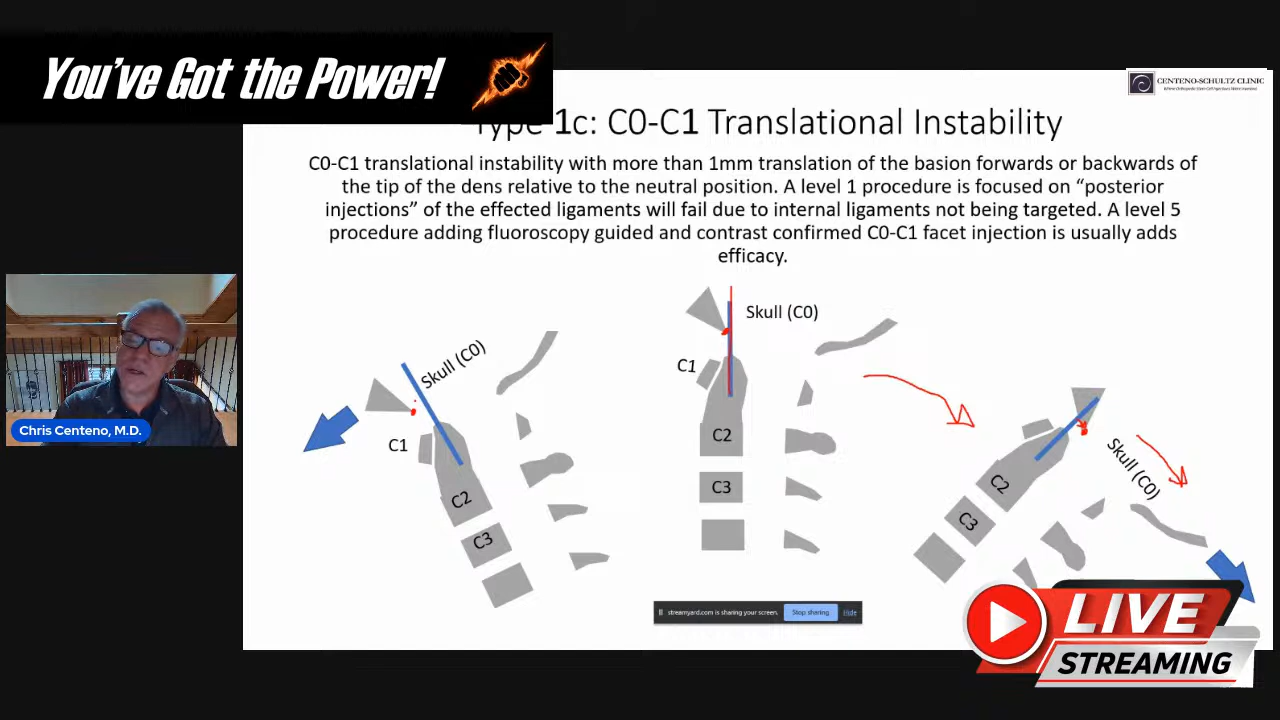 You've Got the Power!
CENTENO-SCHULTZ CLINIC
Type 1c: C0-C1 Translational Instability
C0-C1 translational instability with more than 1mm translation of the basion forwards or backwards of
the tip of the dens relative to the neutral position. A level 1 procedure is focused on “posterior
injections” of the effected ligaments will fail due to internal ligaments not being targeted. A level 5
procedure adding fluoroscopy guided and contrast confirmed C0-C1 facet injection is usually adds
efficacy.
Skull (C0)
C1
C2
C3
Skull (C0)
C1
C2
C3
Skull (C0)
C2
C3
Chris Centeno, M.D.
streamyard.com is sharing your screen.
Stop sharing
Hide
LIVE
STREAMING